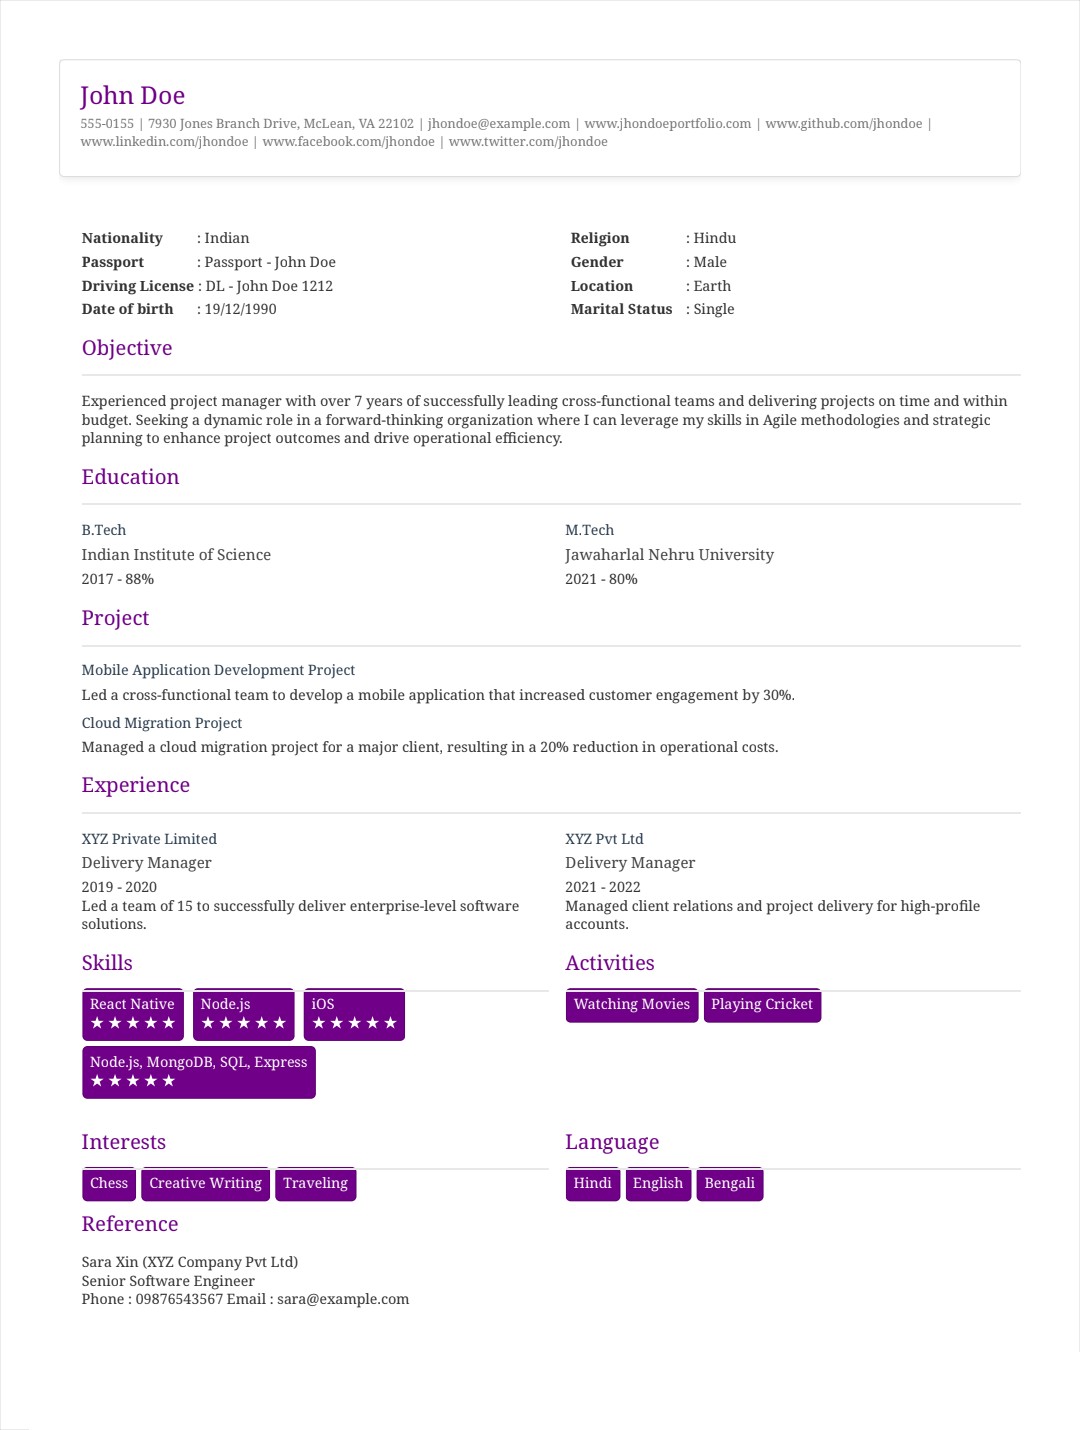 John Doe
555-0155 | 7930 Jones Branch Drive, McLean, VA 22102 | jhondoe@example.com | www.jhondoeportfolio.com | www.github.com/jhondoe |
www.linkedin.com/jhondoe | www.facebook.com/jhondoe | www.twitter.com/jhondoe
Nationality : Indian
Religion : Hindu
Passport : Passport - John Doe
Gender : Male
Driving License : DL - John Doe 1212
Location : Earth
Date of birth : 19/12/1990
Marital Status : Single
Objective
Experienced project manager with over 7 years of successfully leading cross-functional teams and delivering projects on time and within
budget. Seeking a dynamic role in a forward-thinking organization where I can leverage my skills in Agile methodologies and strategic
planning to enhance project outcomes and drive operational efficiency.
Education
B.Tech
Indian Institute of Science
2017 - 88%
M.Tech
Jawaharlal Nehru University
2021 - 80%
Project
Mobile Application Development Project
Led a cross-functional team to develop a mobile application that increased customer engagement by 30%.
Cloud Migration Project
Managed a cloud migration project for a major client, resulting in a 20% reduction in operational costs.
Experience
XYZ Private Limited
Delivery Manager
2019 - 2020
Led a team of 15 to successfully deliver enterprise-level software
solutions.
XYZ Pvt Ltd
Delivery Manager
2021 - 2022
Managed client relations and project delivery for high-profile
accounts.
Skills
React Native
★ ★ ★ ★ ★
Node.js
★ ★ ★ ★ ★
iOS
★ ★ ★ ★ ★
Node.js, MongoDB, SQL, Express
★ ★ ★ ★ ★
Activities
Watching Movies
Playing Cricket
Interests
Chess
Creative Writing
Traveling
Language
Hindi
English
Bengali
Reference
Sara Xin (XYZ Company Pvt Ltd)
Senior Software Engineer
Phone : 09876543567 Email : sara@example.com